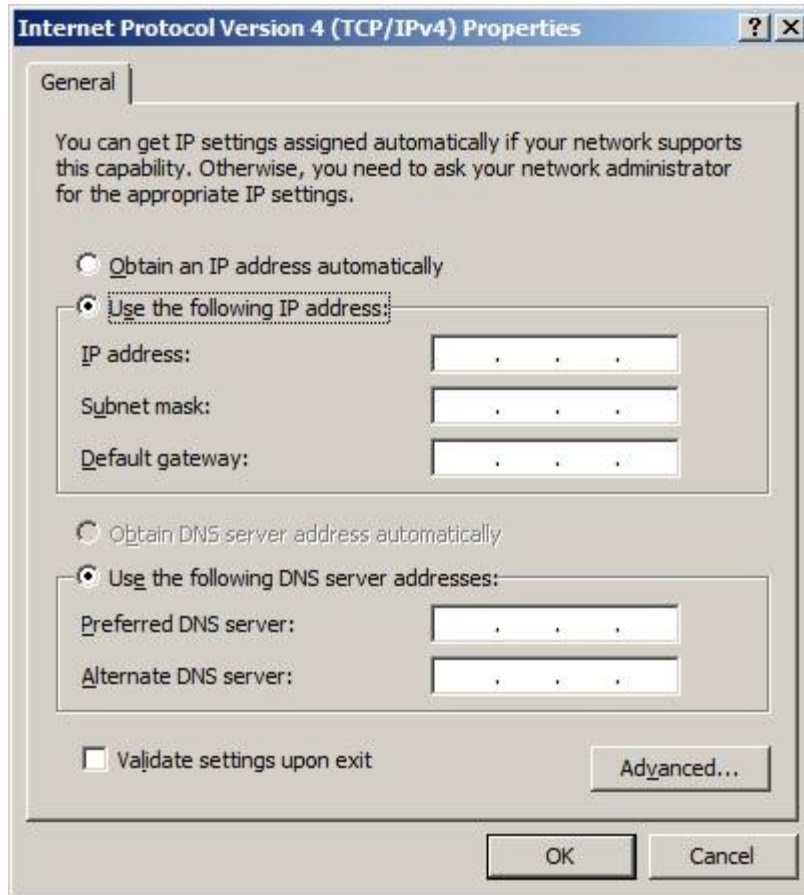 Internet Protocol Version 4 (TCP/IPv4) Properties
General
You can get IP settings assigned automatically if your network supports
this capability. Otherwise, you need to ask your network administrator
for the appropriate IP settings.
Obtain an IP address automatically
Use the following IP address:
IP address: . . .
Subnet mask: . . .
Default gateway: . . .
Obtain DNS server address automatically
Use the following DNS server addresses:
Preferred DNS server: . . .
Alternate DNS server: . . .
Validate settings upon exit
Advanced...
OK Cancel